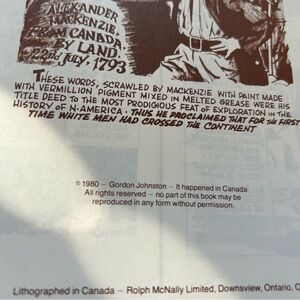 ALEXANDER
MACKENZIE,
FROM CANADA,
BY LAND,
22ND JULY, 1793
THESE WORDS, SCRAWLED BY MACKENZIE WITH PAINT MADE
WITH VERMILLION PIGMENT MIXED IN MELTED GREASE WERE HIS
TITLE DEED TO THE MOST PRODIGIOUS FEAT OF EXPLORATION IN THE
HISTORY OF N-AMERICA. THUS HE PROCLAIMED THAT FOR THE FIRST
TIME WHITE MEN HAD CROSSED THE CONTINENT
© 1980 – Gordon Johnston – It happened in Canada
All rights reserved – no part of this book may be
reproduced in any form without permission.
Lithographed in Canada – Rolph McNally Limited, Downsview, Ontario, C